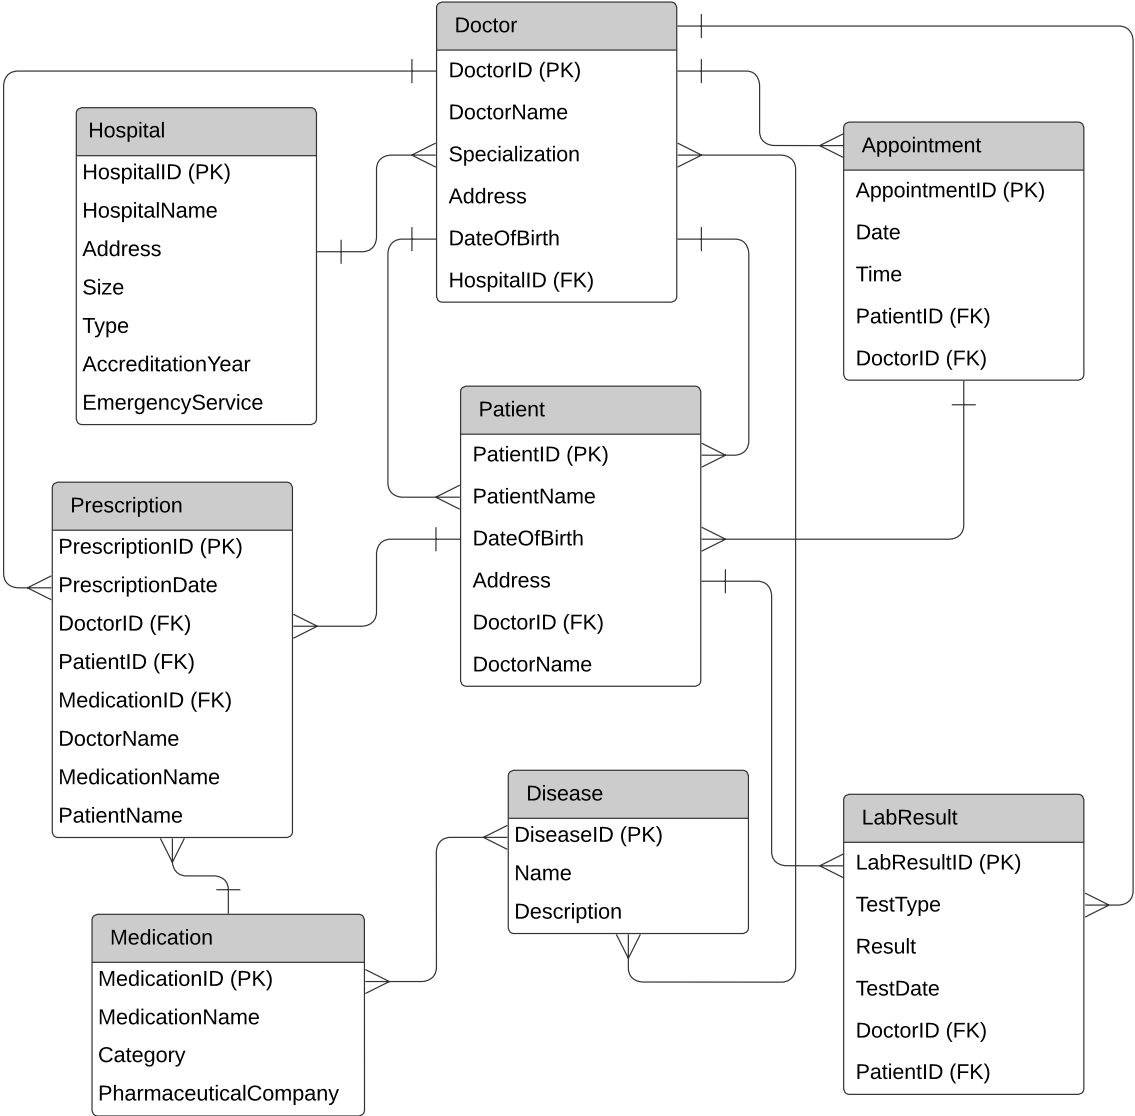 Doctor
DoctorID (PK)
DoctorName
Specialization
Address
DateOfBirth
HospitalID (FK)
Hospital
HospitalID (PK)
HospitalName
Address
Size
Type
AccreditationYear
EmergencyService
Appointment
AppointmentID (PK)
Date
Time
PatientID (FK)
DoctorID (FK)
Patient
PatientID (PK)
PatientName
DateOfBirth
Address
DoctorID (FK)
DoctorName
Prescription
PrescriptionID (PK)
PrescriptionDate
DoctorID (FK)
PatientID (FK)
MedicationID (FK)
DoctorName
MedicationName
PatientName
Disease
DiseaseID (PK)
Name
Description
LabResult
LabResultID (PK)
TestType
Result
TestDate
DoctorID (FK)
PatientID (FK)
Medication
MedicationID (PK)
MedicationName
Category
PharmaceuticalCompany